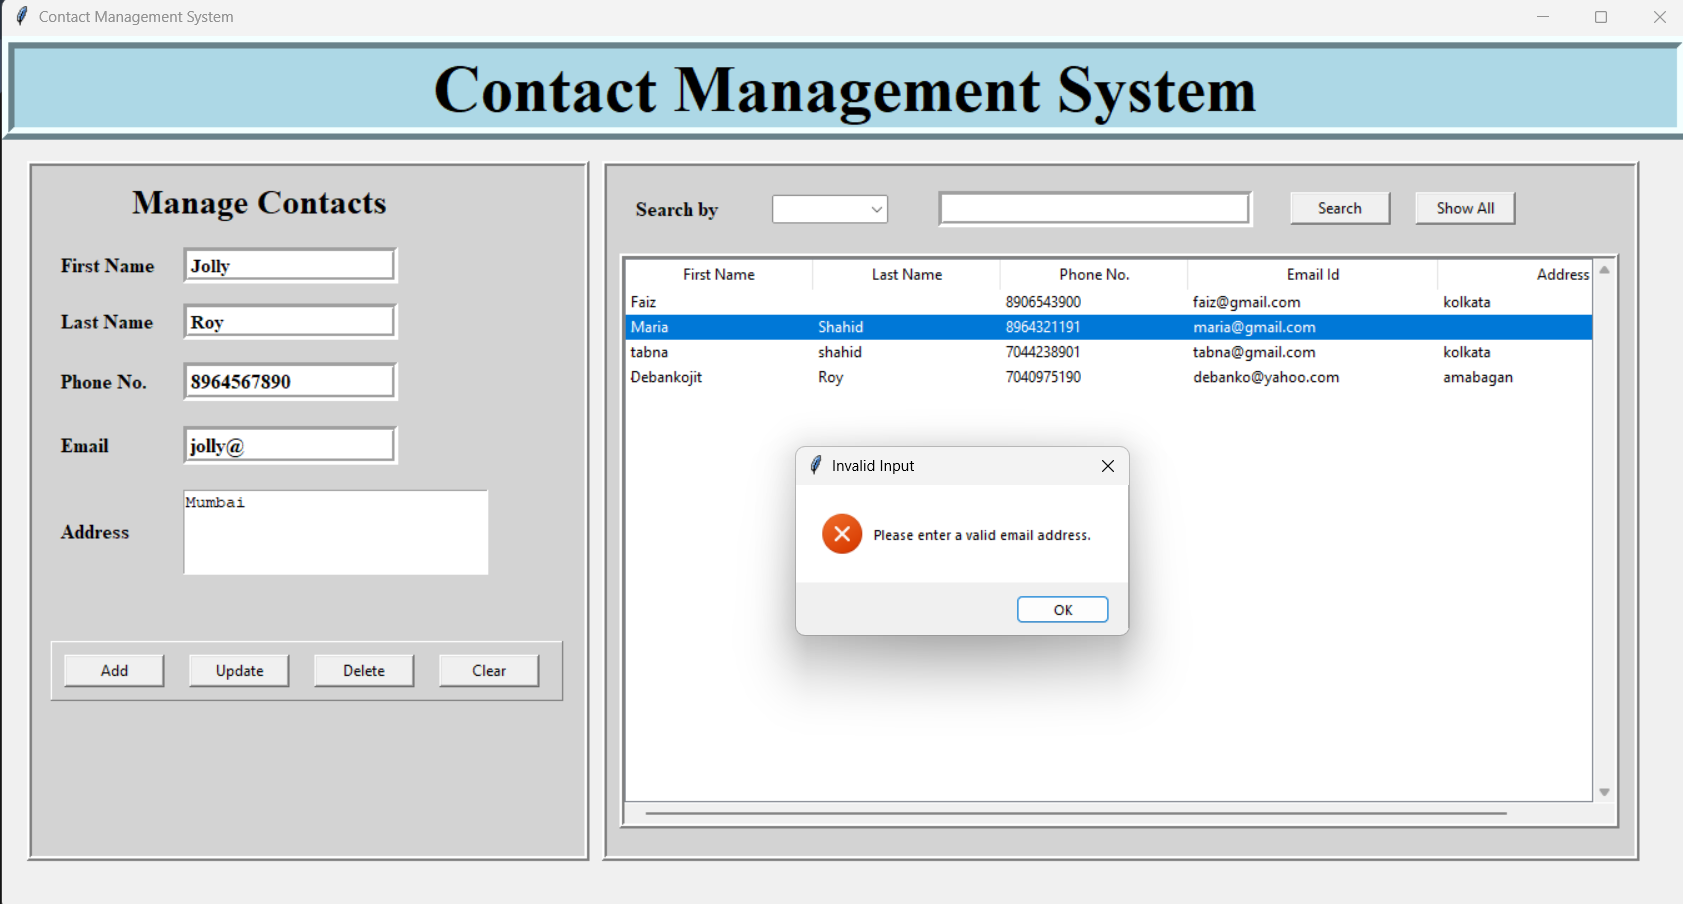 Contact Management System
Contact Management System
Manage Contacts
First Name Jolly
Last Name Roy
Phone No. 8964567890
Email jolly@
Address Mumbai
Add Update Delete Clear
Search by Search Show All
First Name Last Name Phone No. Email Id Address
Faiz 8906543900 faiz@gmail.com kolkata
Maria Shahid 8964321191 maria@gmail.com
tabna shahid 7044238901 tabna@gmail.com kolkata
Debankojit Roy 7040975190 debanko@yahoo.com amabagan
Invalid Input
Please enter a valid email address.
OK